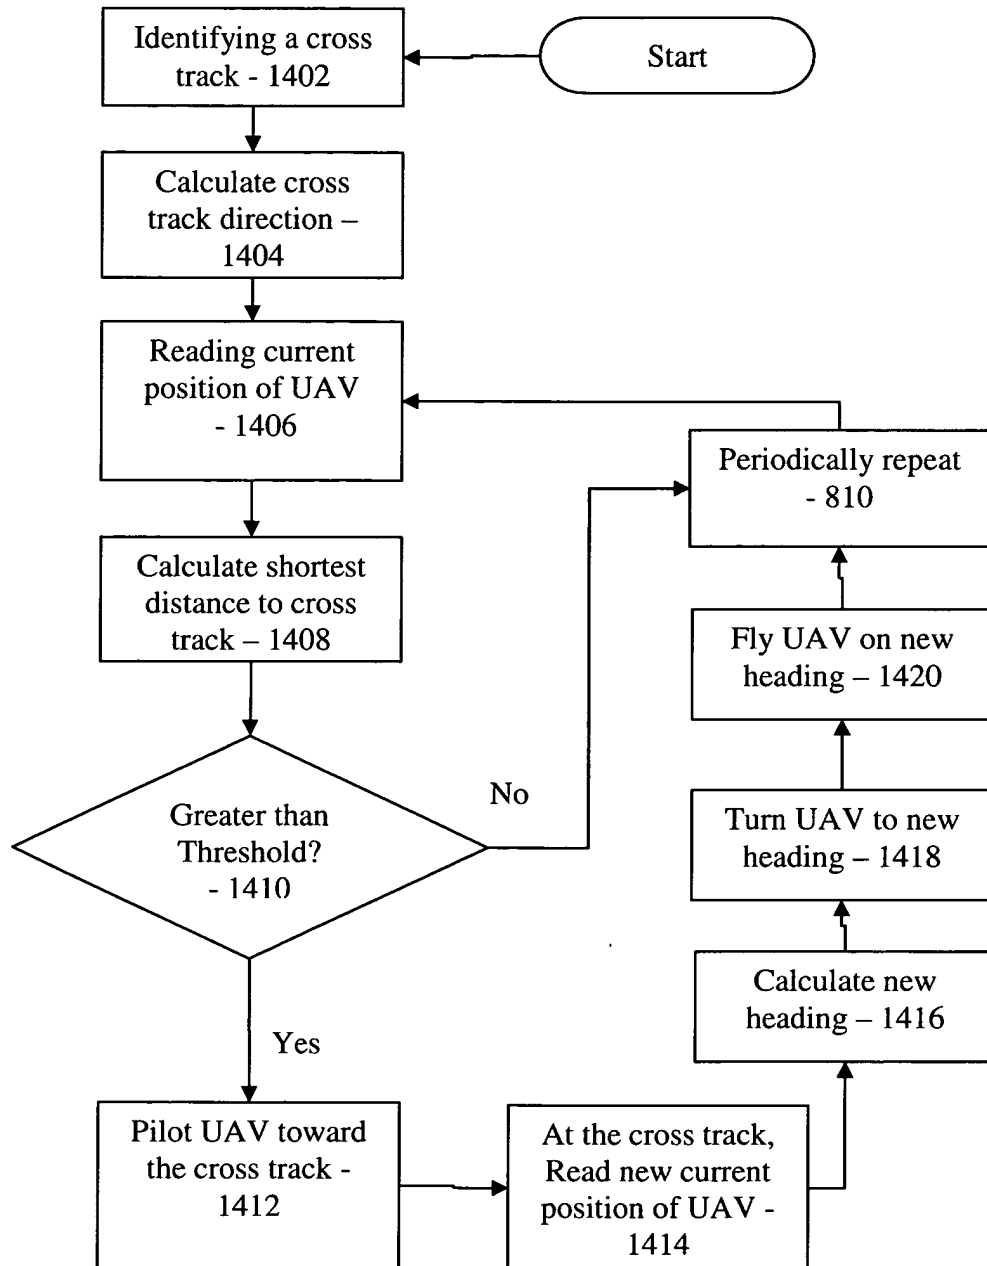 Start
Identifying a cross
track - 1402
Calculate cross
track direction –
1404
Reading current
position of UAV
- 1406
Calculate shortest
distance to cross
track – 1408
Greater than
Threshold?
- 1410
No
Yes
Pilot UAV toward
the cross track -
1412
At the cross track,
Read new current
position of UAV -
1414
Calculate new
heading – 1416
Turn UAV to new
heading – 1418
Fly UAV on new
heading – 1420
Periodically repeat
- 810